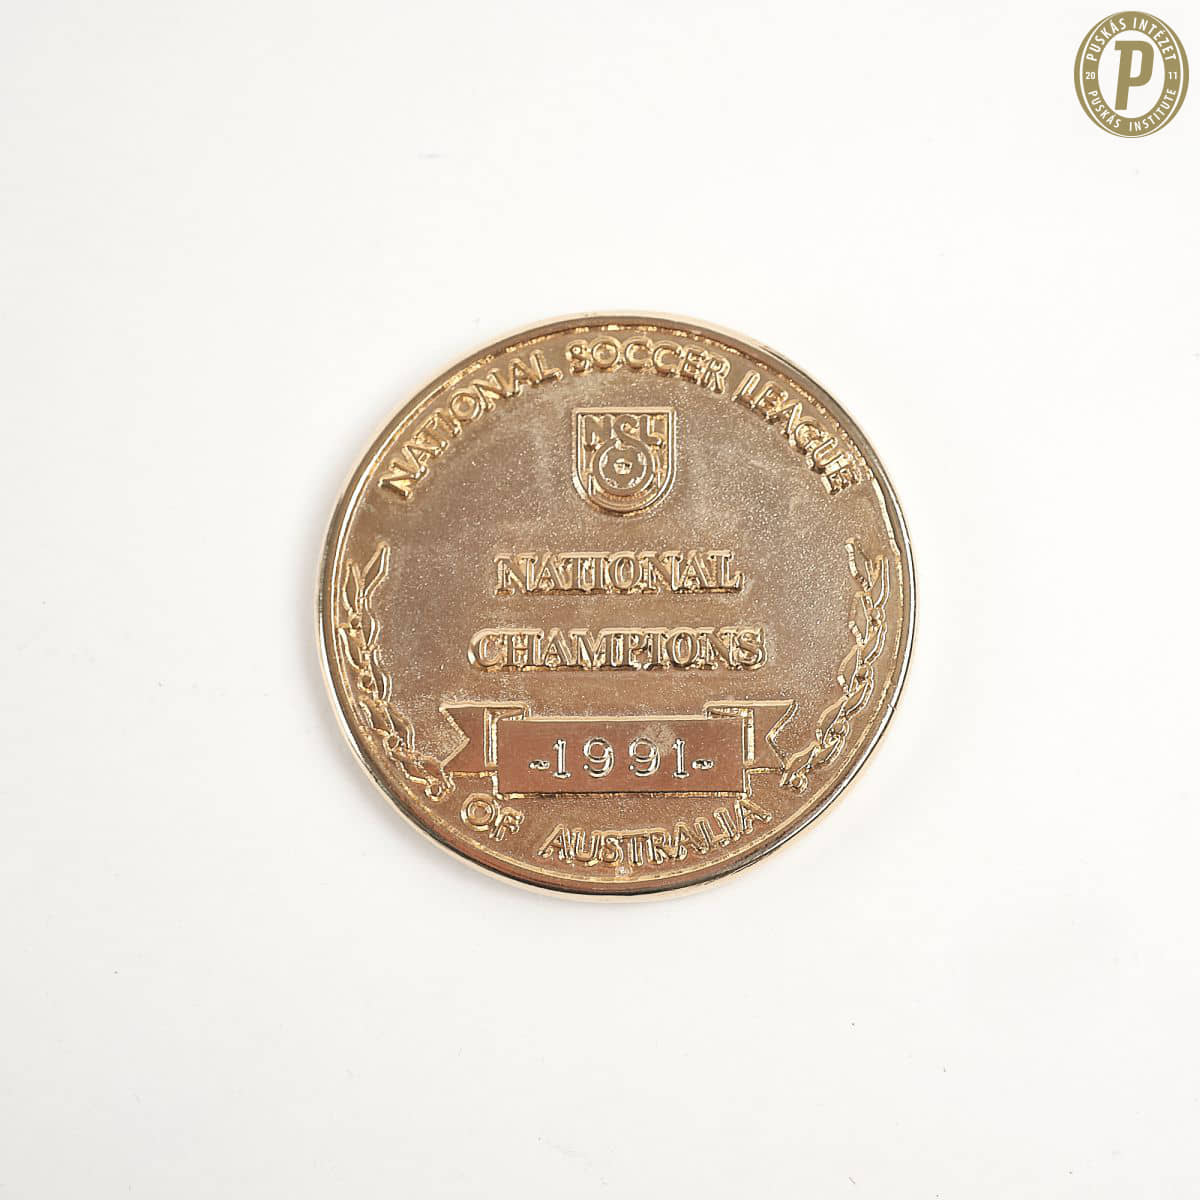 PUSKÁS INTÉZET
20 P 11
PUSKÁS INSTITUTE
NATIONAL SOCCER LEAGUE
NSL
NATIONAL
CHAMPIONS
-1991-
OF AUSTRALIA